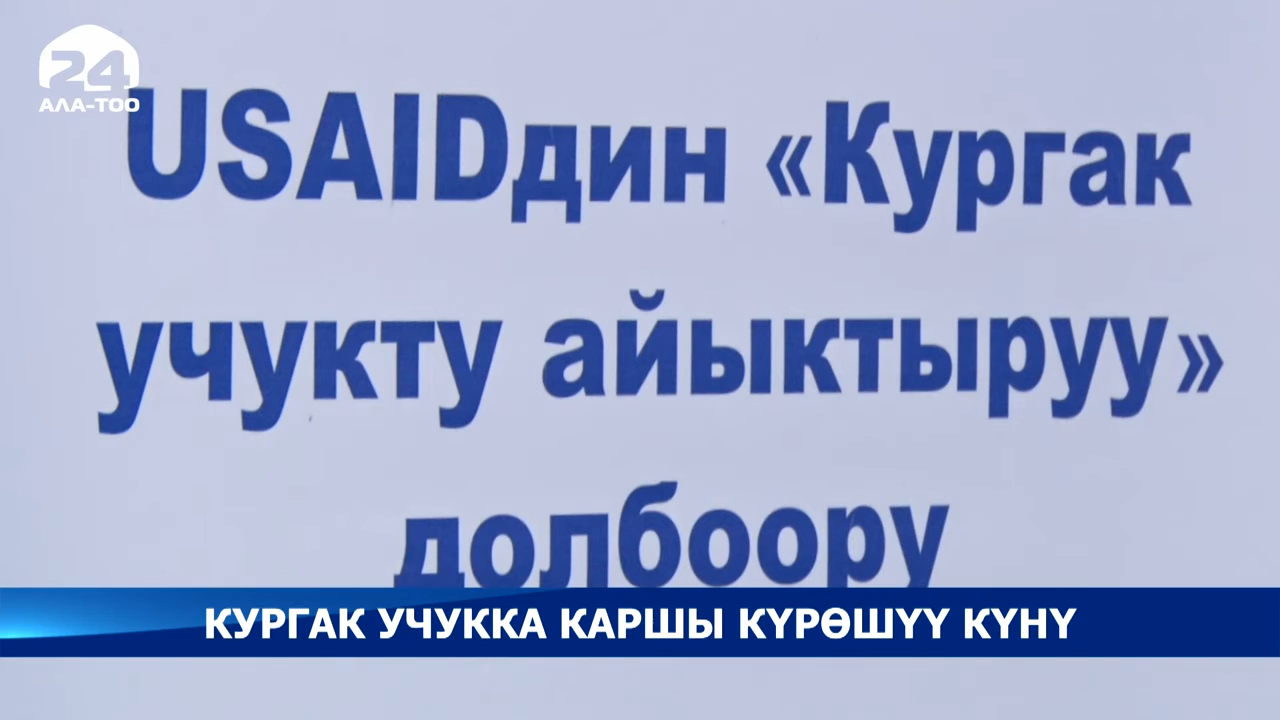 24
АЛА-ТОО
USAIDдин «Кургак
учукту айыктыруу»
долбоору
КУРГАК УЧУККА КАРШЫ КҮРӨШҮҮ КҮНҮ